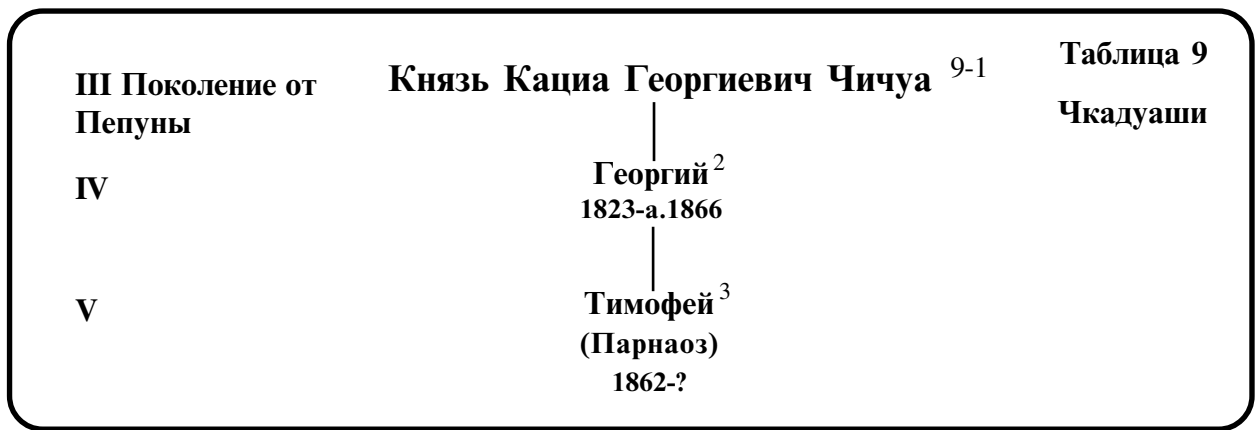 Таблица 9
III Поколение от
Пепуны
Князь Кациа Георгиевич Чичуа 9-1
Чкадуаши
IV
Георгий 2
1823-а.1866
V
Тимофей 3
(Парнаоз)
1862-?